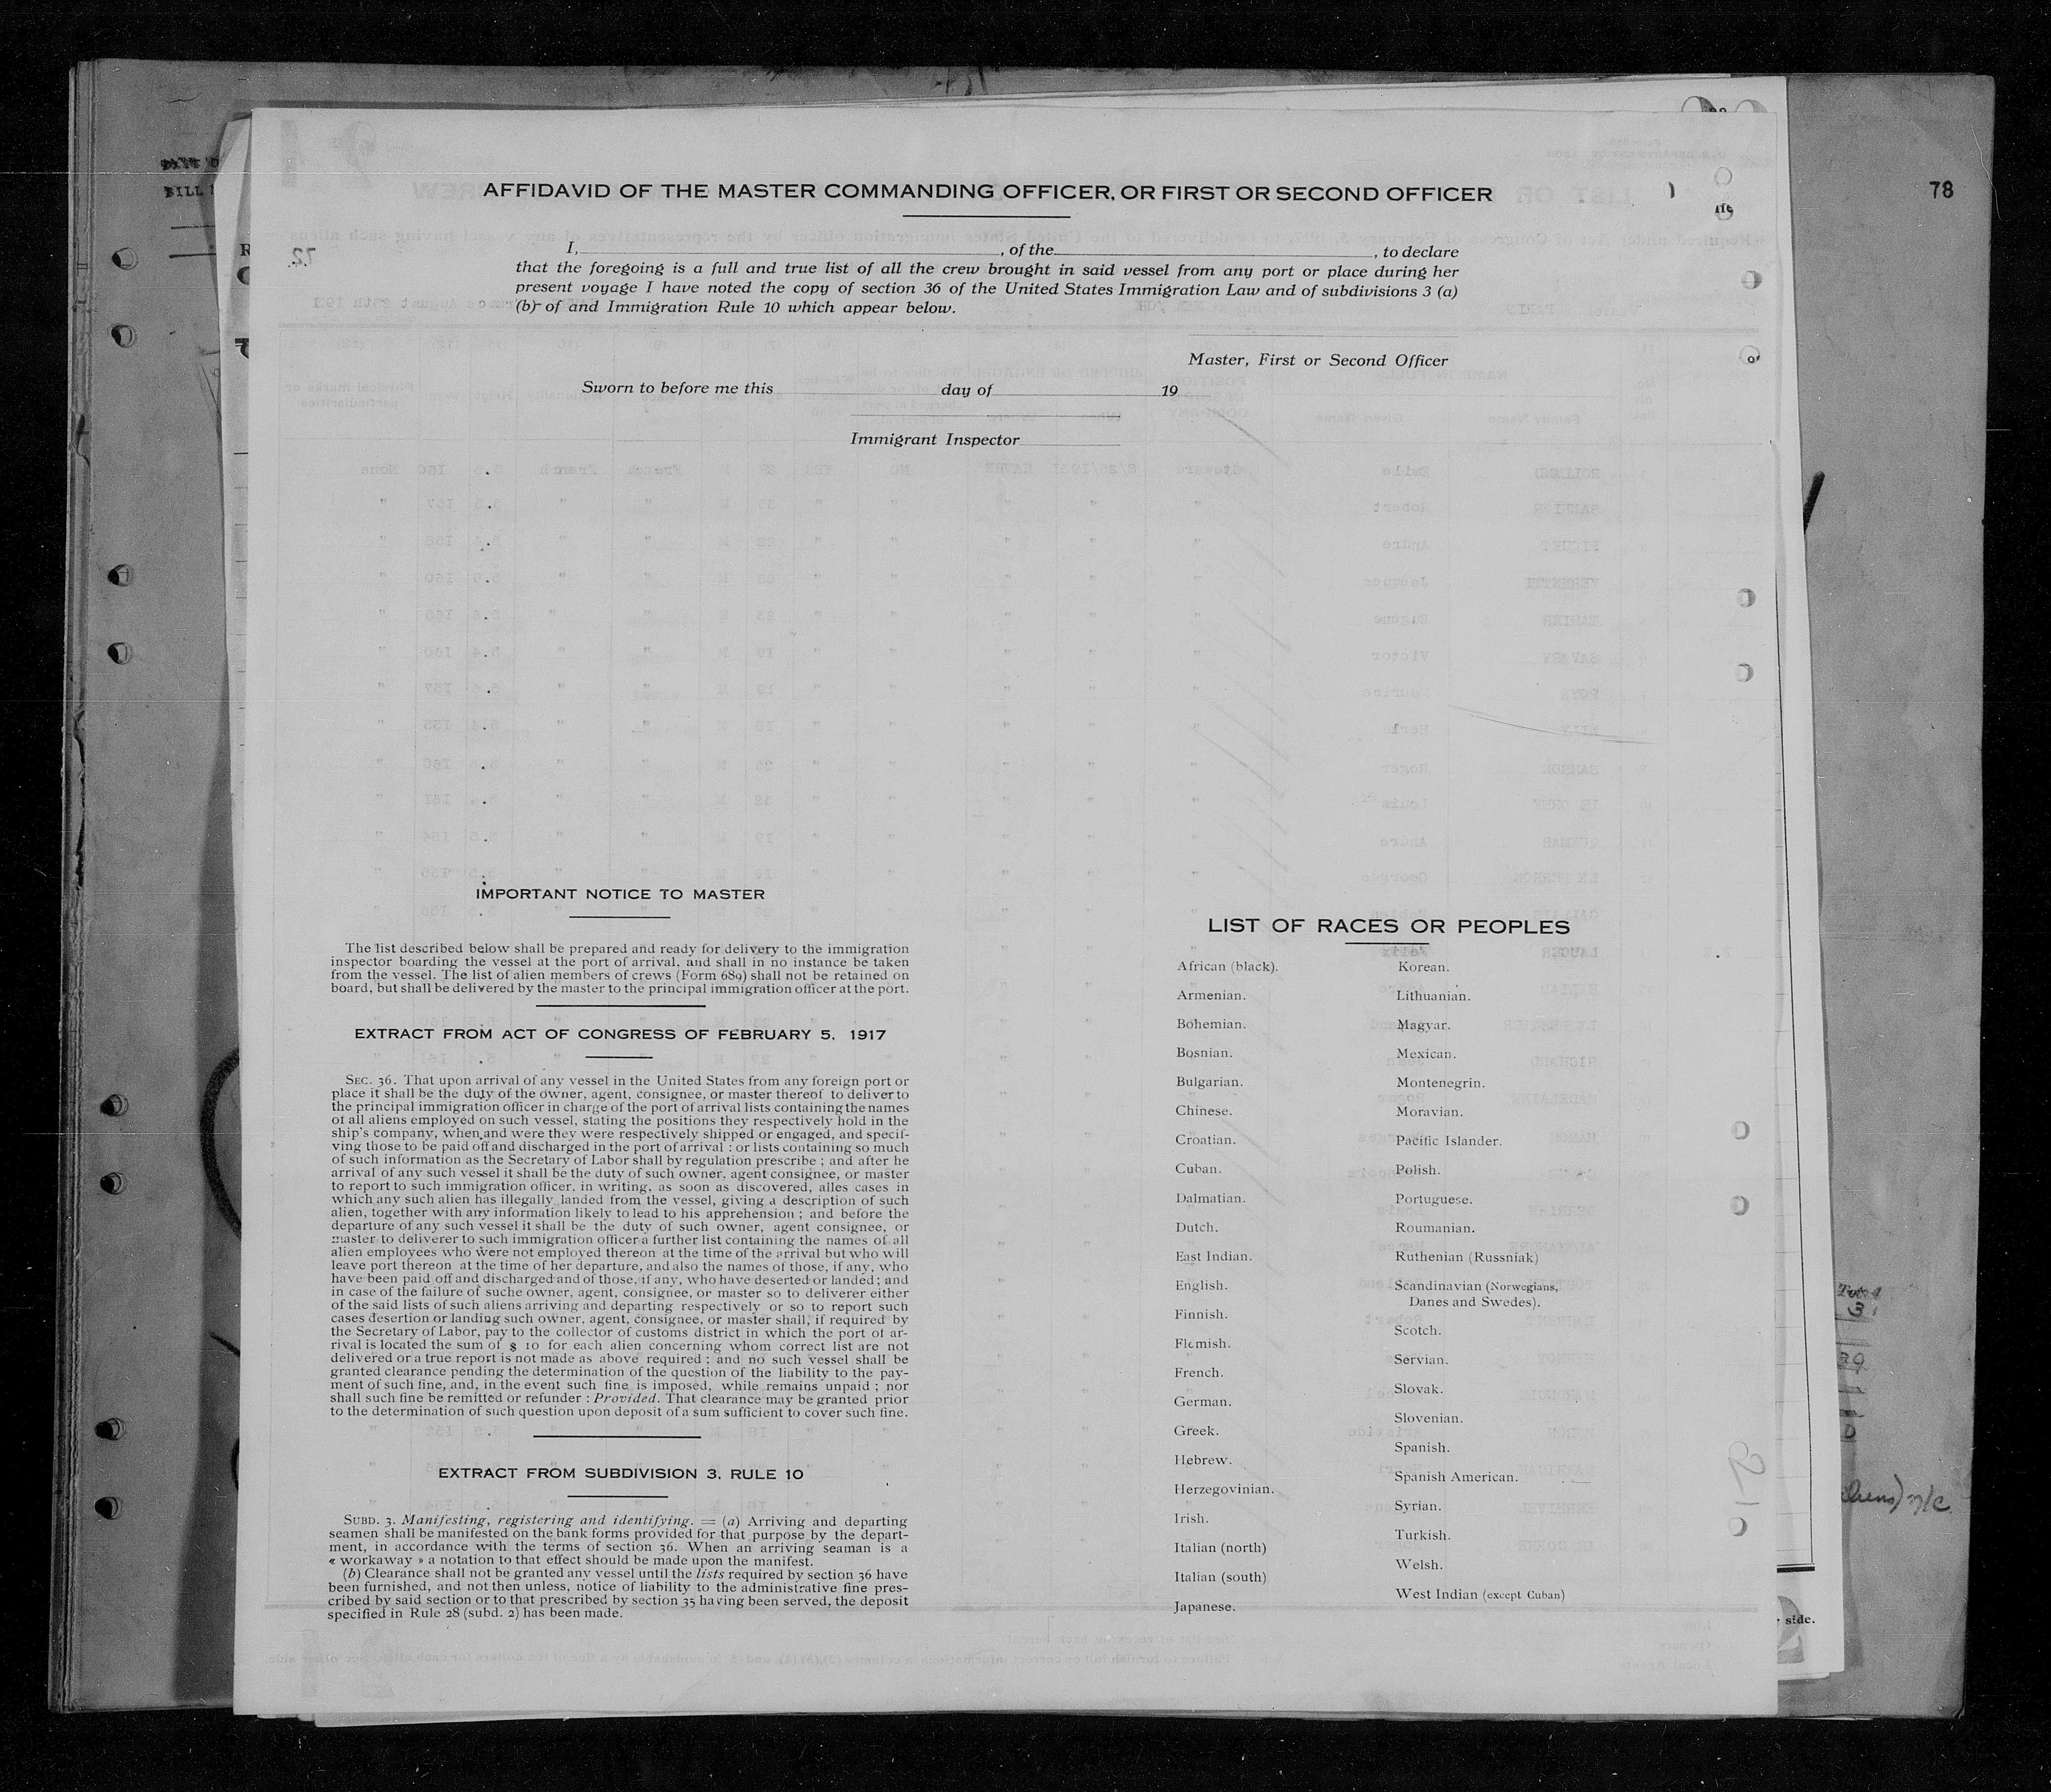 78
AFFIDAVID OF THE MASTER COMMANDING OFFICER, OR FIRST OR SECOND OFFICER
I, , of the , to declare
that the foregoing is a full and true list of all the crew brought in said vessel from any port or place during her
present voyage I have noted the copy of section 36 of the United States Immigration Law and of subdivisions 3 (a)
(b) of and Immigration Rule 10 which appear below.
Master, First or Second Officer
Sworn to before me this day of 19
Immigrant Inspector
IMPORTANT NOTICE TO MASTER
The list described below shall be prepared and ready for delivery to the immigration
inspector boarding the vessel at the port of arrival, and shall in no instance be taken
from the vessel. The list of alien members of crews (Form 689) shall not be retained on
board, but shall be delivered by the master to the principal immigration officer at the port.
EXTRACT FROM ACT OF CONGRESS OF FEBRUARY 5, 1917
SEC. 36. That upon arrival of any vessel in the United States from any foreign port or
place it shall be the duty of the owner, agent, consignee, or master thereof to deliver to
the principal immigration officer in charge of the port of arrival lists containing the names
of all aliens employed on such vessel, stating the positions they respectively hold in the
ship's company, when and were they were respectively shipped or engaged, and specif-
ving those to be paid off and discharged in the port of arrival : or lists containing so much
of such information as the Secretary of Labor shall by regulation prescribe ; and after he
arrival of any such vessel it shall be the duty of such owner, agent consignee, or master
to report to such immigration officer, in writing, as soon as discovered, alles cases in
which any such alien has illegally landed from the vessel, giving a description of such
alien, together with any information likely to lead to his apprehension ; and before the
departure of any such vessel it shall be the duty of such owner, agent consignee, or
master to deliverer to such immigration officer a further list containing the names of all
alien employees who were not employed thereon at the time of the arrival but who will
leave port thereon at the time of her departure, and also the names of those, if any, who
have been paid off and discharged and of those, if any, who have deserted or landed ; and
in case of the failure of suche owner, agent, consignee, or master so to deliverer either
of the said lists of such aliens arriving and departing respectively or so to report such
cases desertion or landing such owner, agent, consignee, or master shall, if required by
the Secretary of Labor, pay to the collector of customs district in which the port of ar-
rival is located the sum of $ 10 for each alien concerning whom correct list are not
delivered or a true report is not made as above required ; and no such vessel shall be
granted clearance pending the determination of the question of the liability to the pay-
ment of such fine, and, in the event such fine is imposed, while remains unpaid ; nor
shall such fine be remitted or refunder : Provided. That clearance may be granted prior
to the determination of such question upon deposit of a sum sufficient to cover such fine.
EXTRACT FROM SUBDIVISION 3. RULE 10
SUBD. 3. Manifesting, registering and identifying. = (a) Arriving and departing
seamen shall be manifested on the bank forms provided for that purpose by the depart-
ment, in accordance with the terms of section 36. When an arriving seaman is a
« workaway » a notation to that effect should be made upon the manifest.
(b) Clearance shall not be granted any vessel until the lists required by section 36 have
been furnished, and not then unless, notice of liability to the administrative fine pres-
cribed by said section or to that prescribed by section 35 having been served, the deposit
specified in Rule 28 (subd. 2) has been made.
LIST OF RACES OR PEOPLES
African (black).
Armenian.
Bohemian.
Bosnian.
Bulgarian.
Chinese.
Croatian.
Cuban.
Dalmatian.
Dutch.
East Indian.
English.
Finnish.
Flemish.
French.
German.
Greek.
Hebrew.
Herzegovinian.
Irish.
Italian (north)
Italian (south)
Japanese.
Korean.
Lithuanian.
Magyar.
Mexican.
Montenegrin.
Moravian.
Pacific Islander.
Polish.
Portuguese.
Roumanian.
Ruthenian (Russniak)
Scandinavian (Norwegians,
Danes and Swedes).
Scotch.
Servian.
Slovak.
Slovenian.
Spanish.
Spanish American.
Syrian.
Turkish.
Welsh.
West Indian (except Cuban)
side.